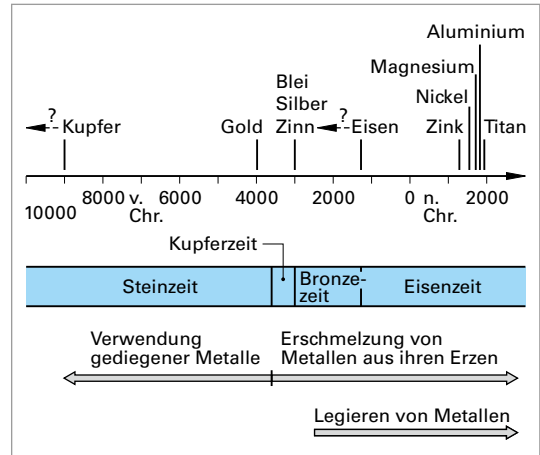 Aluminium
Magnesium
Blei
Silber
Nickel
? Kupfer Gold Zinn ? Eisen Zink Titan
10000 8000 v. Chr. 6000 4000 2000 0 n. Chr. 2000
Kupferzeit
Steinzeit Bronze-
zeit Eisenzeit
Verwendung
gediegener Metalle
Erschmelzung von
Metallen aus ihren Erzen
Legieren von Metallen